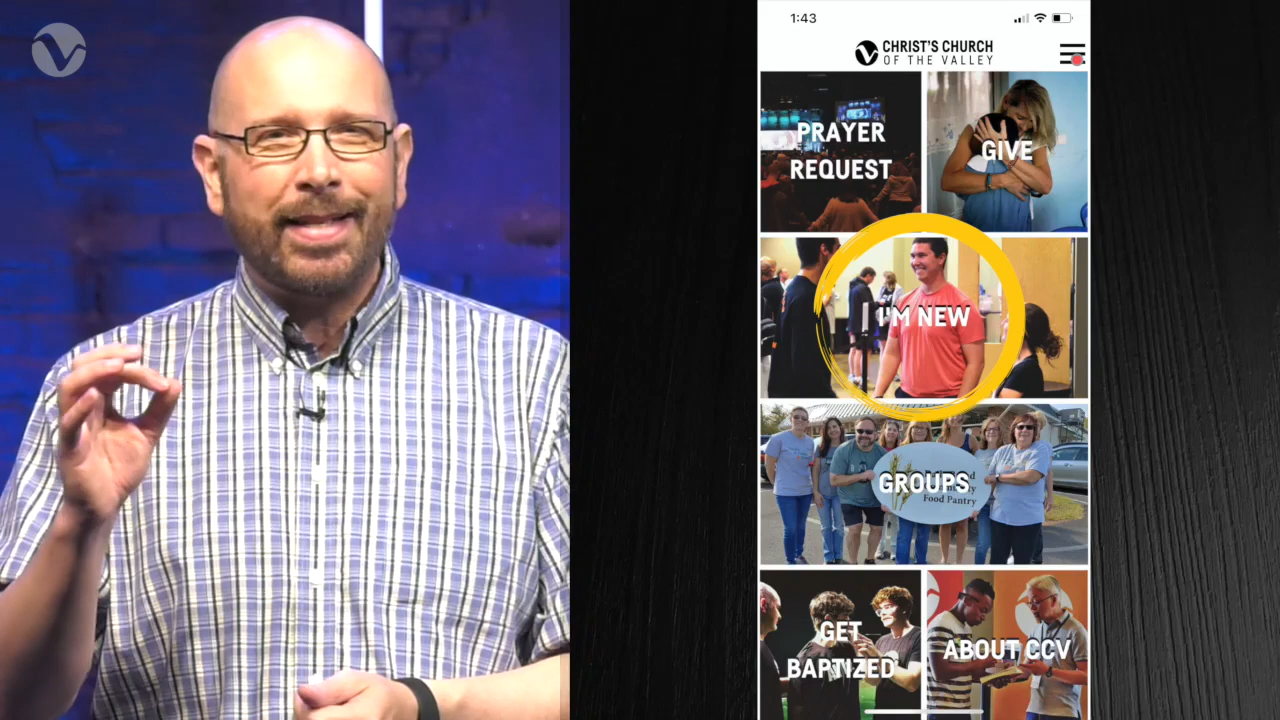 1:43
CHRIST'S CHURCH
OF THE VALLEY
PRAYER
REQUEST
GIVE
I'M NEW
GROUPS
Food Pantry
GET
BAPTIZED
ABOUT CCV